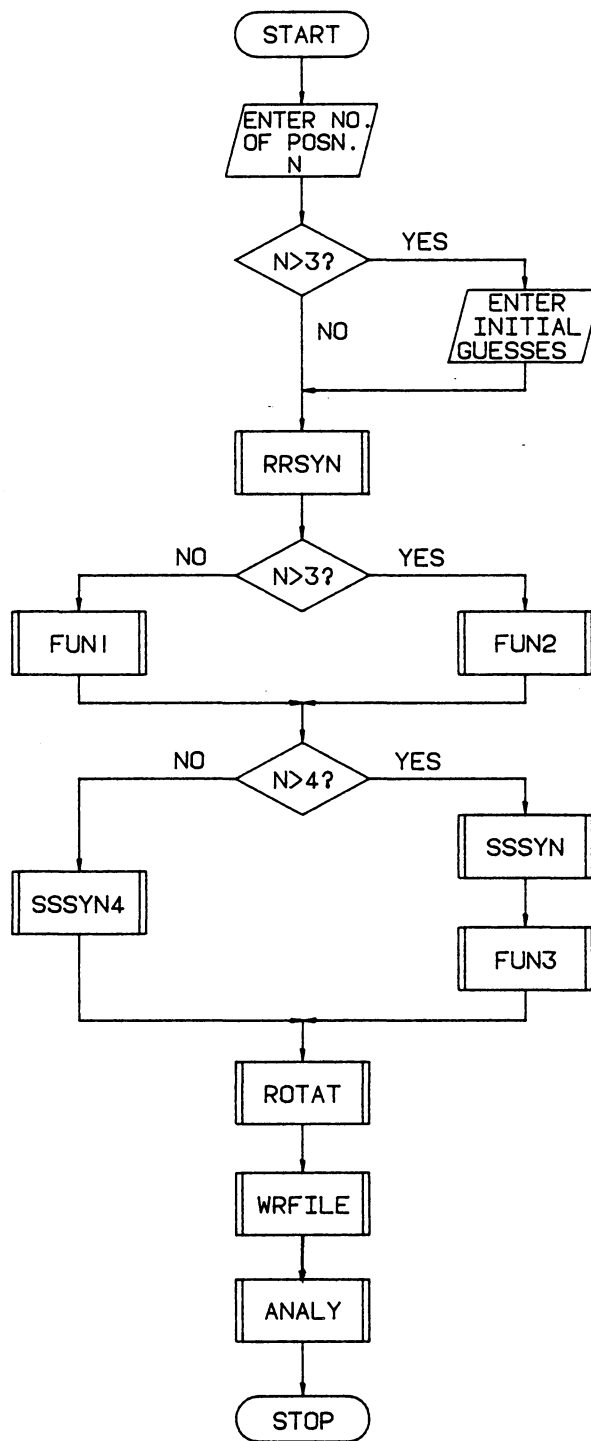 START
ENTER NO.
OF POSN.
N
N>3?
YES
NO
ENTER
INITIAL
GUESSES
RRSYN
N>3?
NO
YES
FUN1
FUN2
N>4?
NO
YES
SSSYN4
SSSYN
FUN3
ROTAT
WRFILE
ANALY
STOP